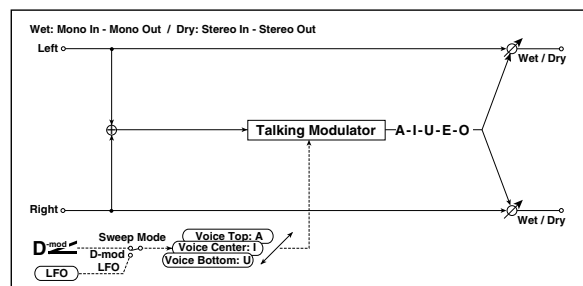 Wet: Mono In - Mono Out / Dry: Stereo In - Stereo Out
Left
Wet / Dry
Talking Modulator
A-I-U-E-O
Right
Wet / Dry
Sweep Mode
D-mod
D-mod
LFO
LFO
Voice Top: A
Voice Center: I
Voice Bottom: U